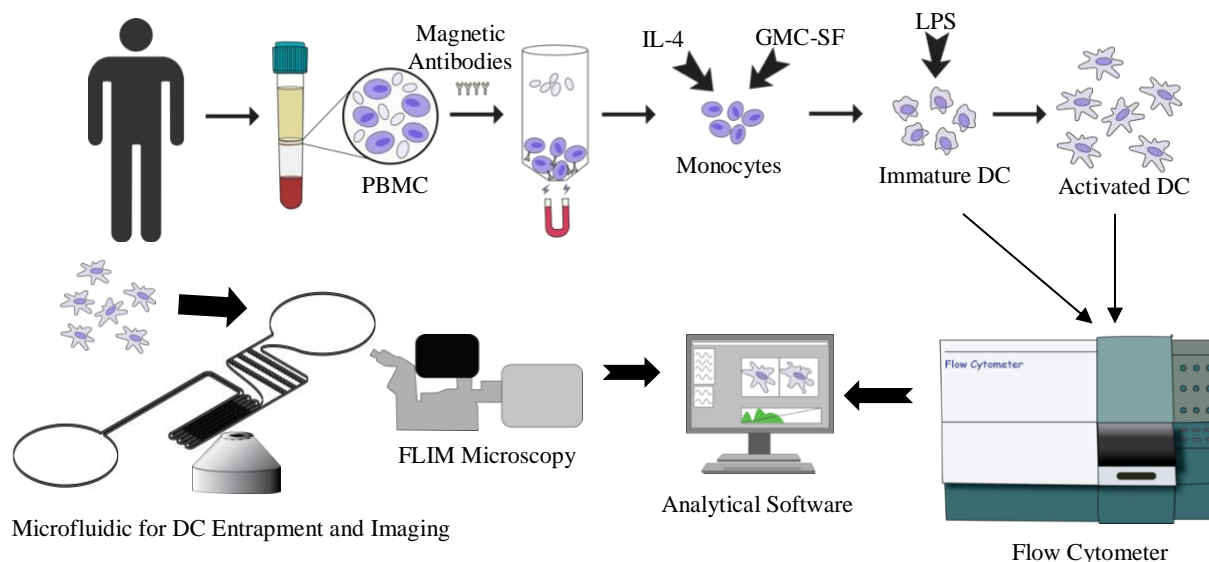 Magnetic
Antibodies
IL-4
GMC-SF
LPS
PBMC
Monocytes
Immature DC
Activated DC
Flow Cytometer
FLIM Microscopy
Analytical Software
Microfluidic for DC Entrapment and Imaging
Flow Cytometer